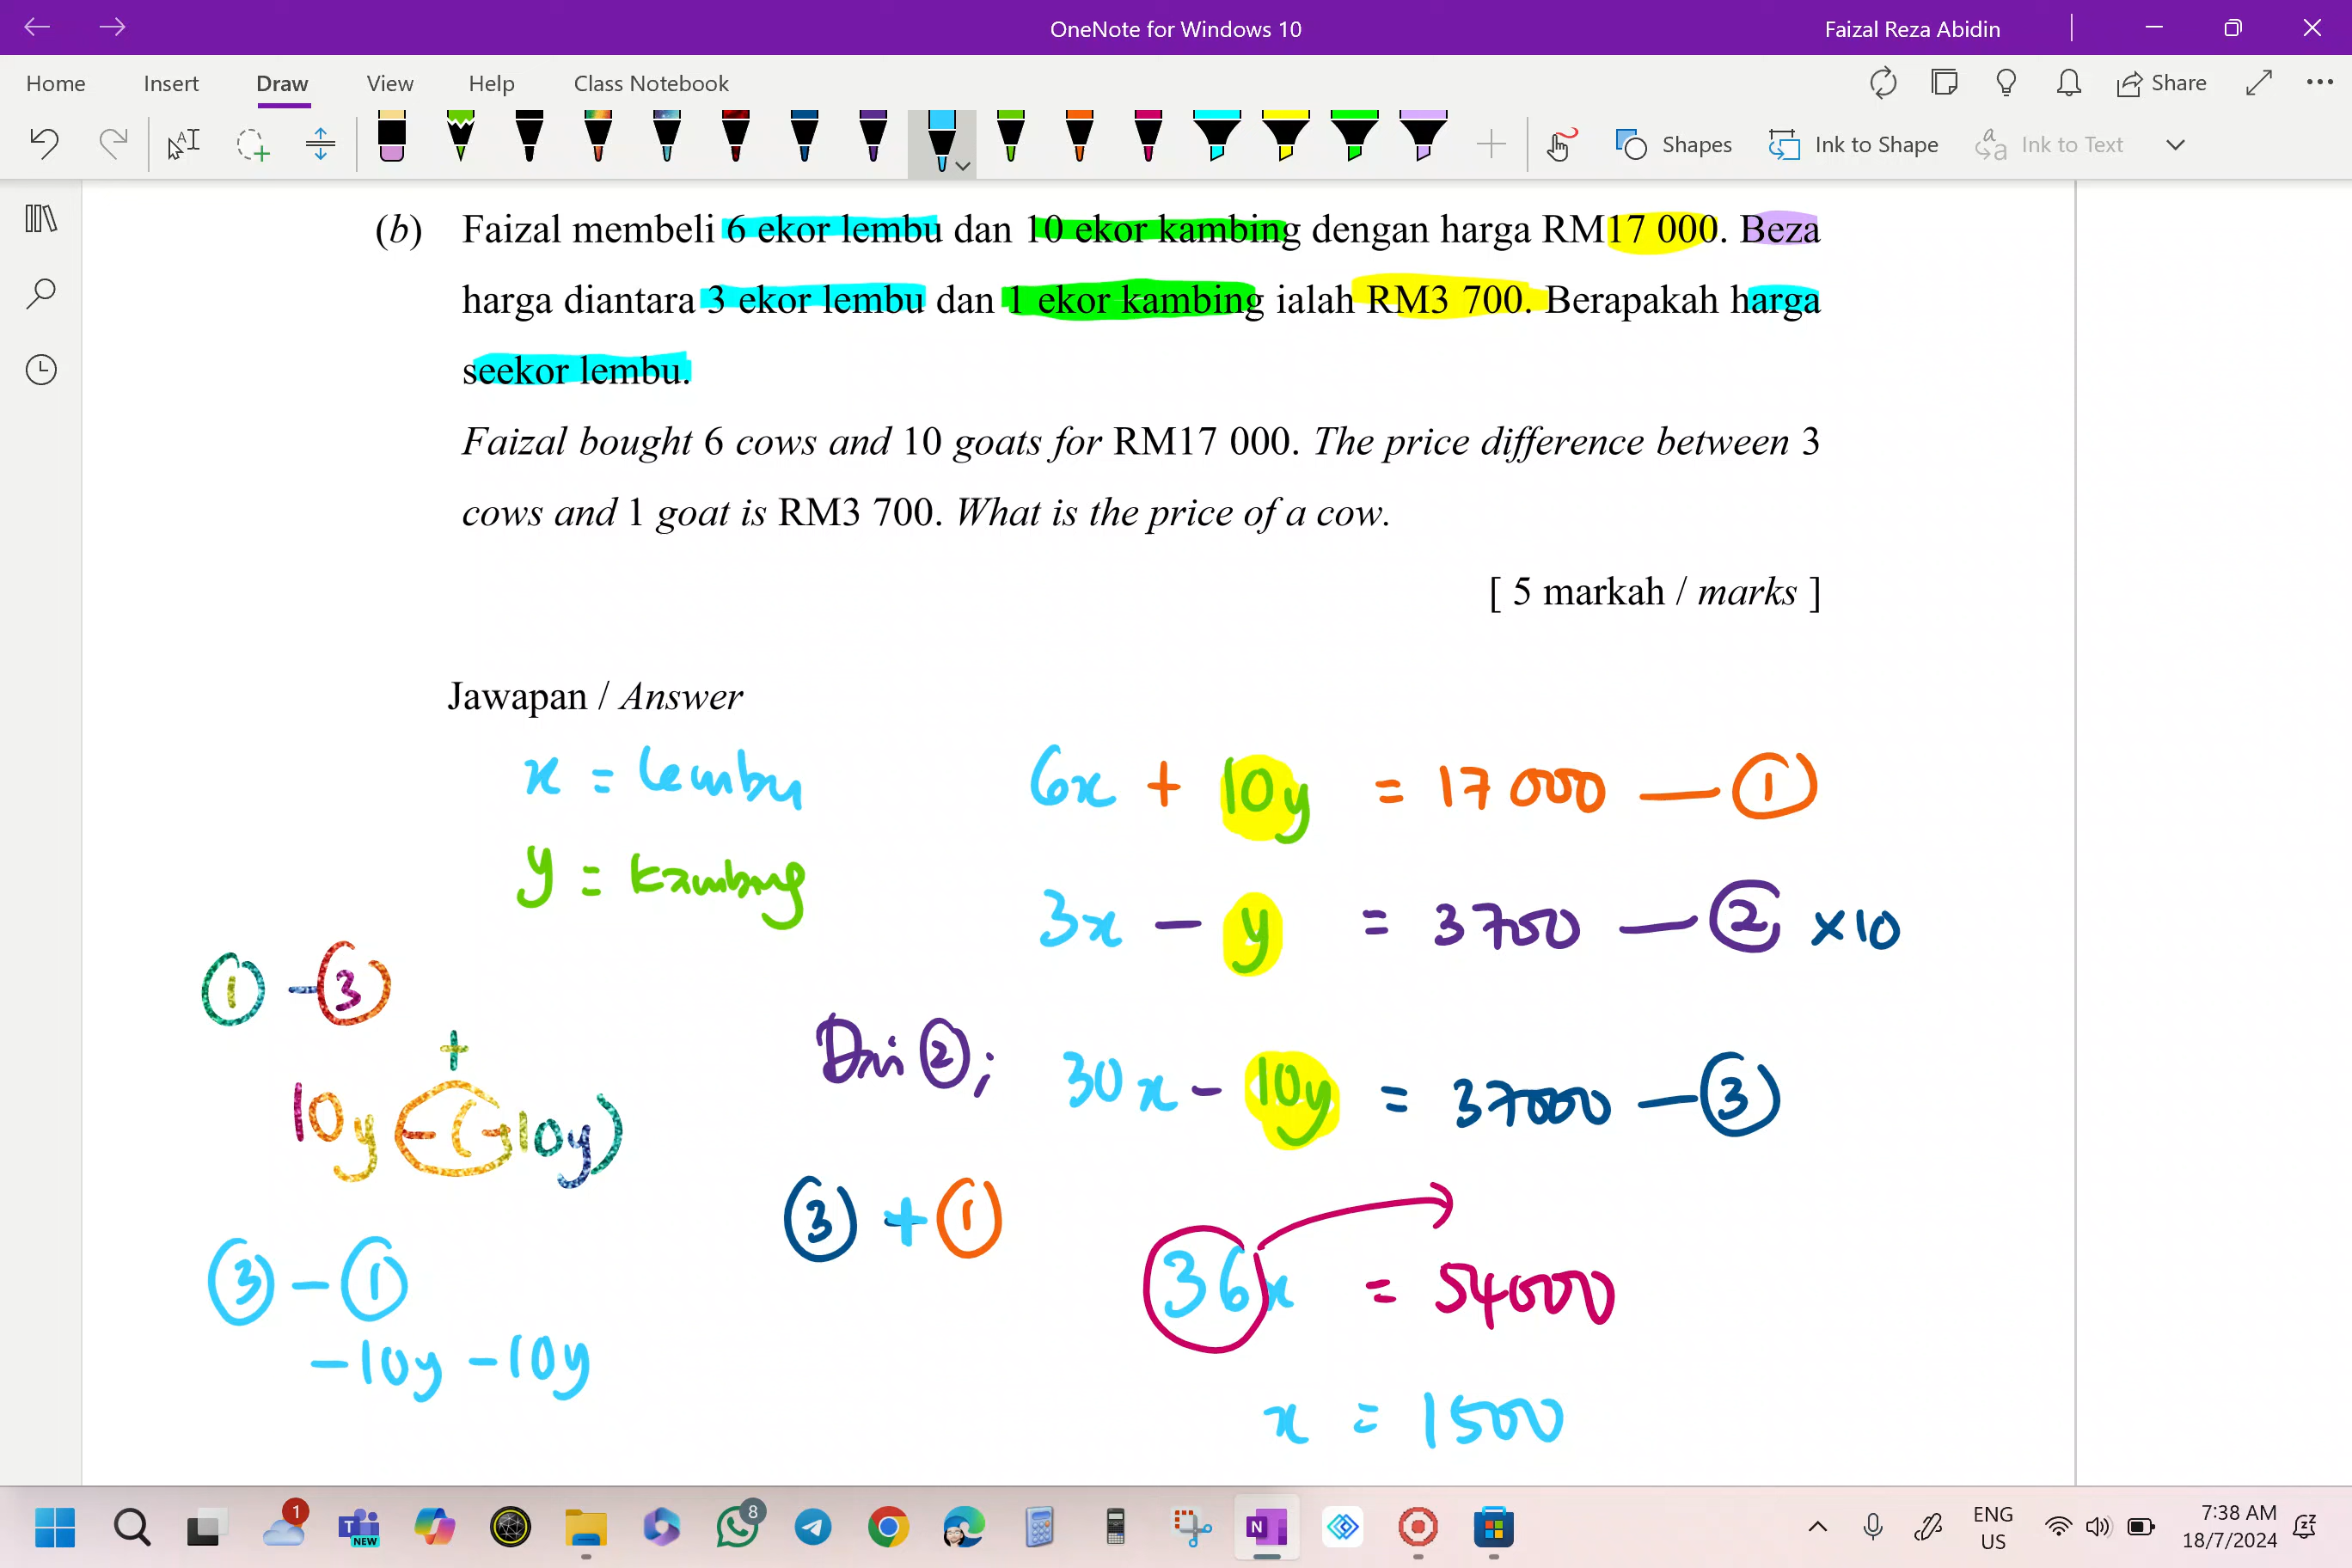 OneNote for Windows 10
Faizal Reza Abidin
Home Insert Draw View Help Class Notebook
Share
Shapes Ink to Shape Ink to Text
(b) Faizal membeli 6 ekor lembu dan 10 ekor kambing dengan harga RM17 000. Beza
harga diantara 3 ekor lembu dan 1 ekor kambing ialah RM3 700. Berapakah harga
seekor lembu.
Faizal bought 6 cows and 10 goats for RM17 000. The price difference between 3
cows and 1 goat is RM3 700. What is the price of a cow.
[ 5 markah / marks ]
Jawapan / Answer
x = lembu
y = kambing
6x + 10y = 17 000 — ①
3x − y = 3700 — ② ×10
① − ③
+
10y − (−10y)
Dari ②; 30x − 10y = 37000 — ③
③ + ①
36x = 54000
x = 1500
③ − ①
−10y −10y
1
NEW
8
ENG
US
7:38 AM
18/7/2024